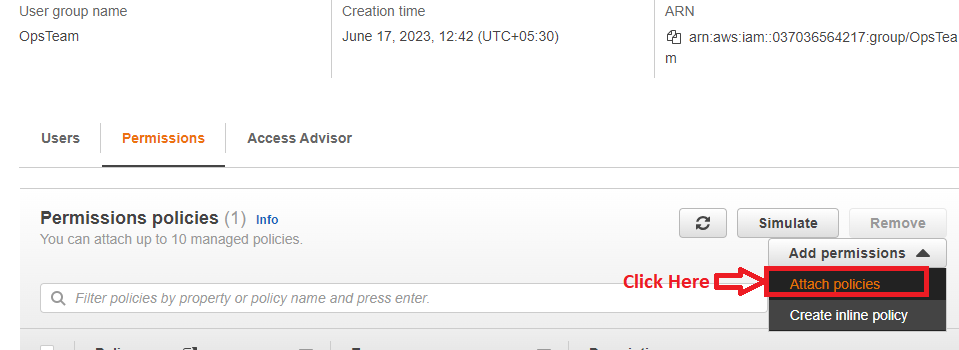 User group name
OpsTeam
Creation time
June 17, 2023, 12:42 (UTC+05:30)
ARN
arn:aws:iam::037036564217:group/OpsTea
m
Users
Permissions
Access Advisor
Permissions policies (1) Info
You can attach up to 10 managed policies.
Simulate
Remove
Add permissions
Filter policies by property or policy name and press enter.
Click Here
Attach policies
Create inline policy